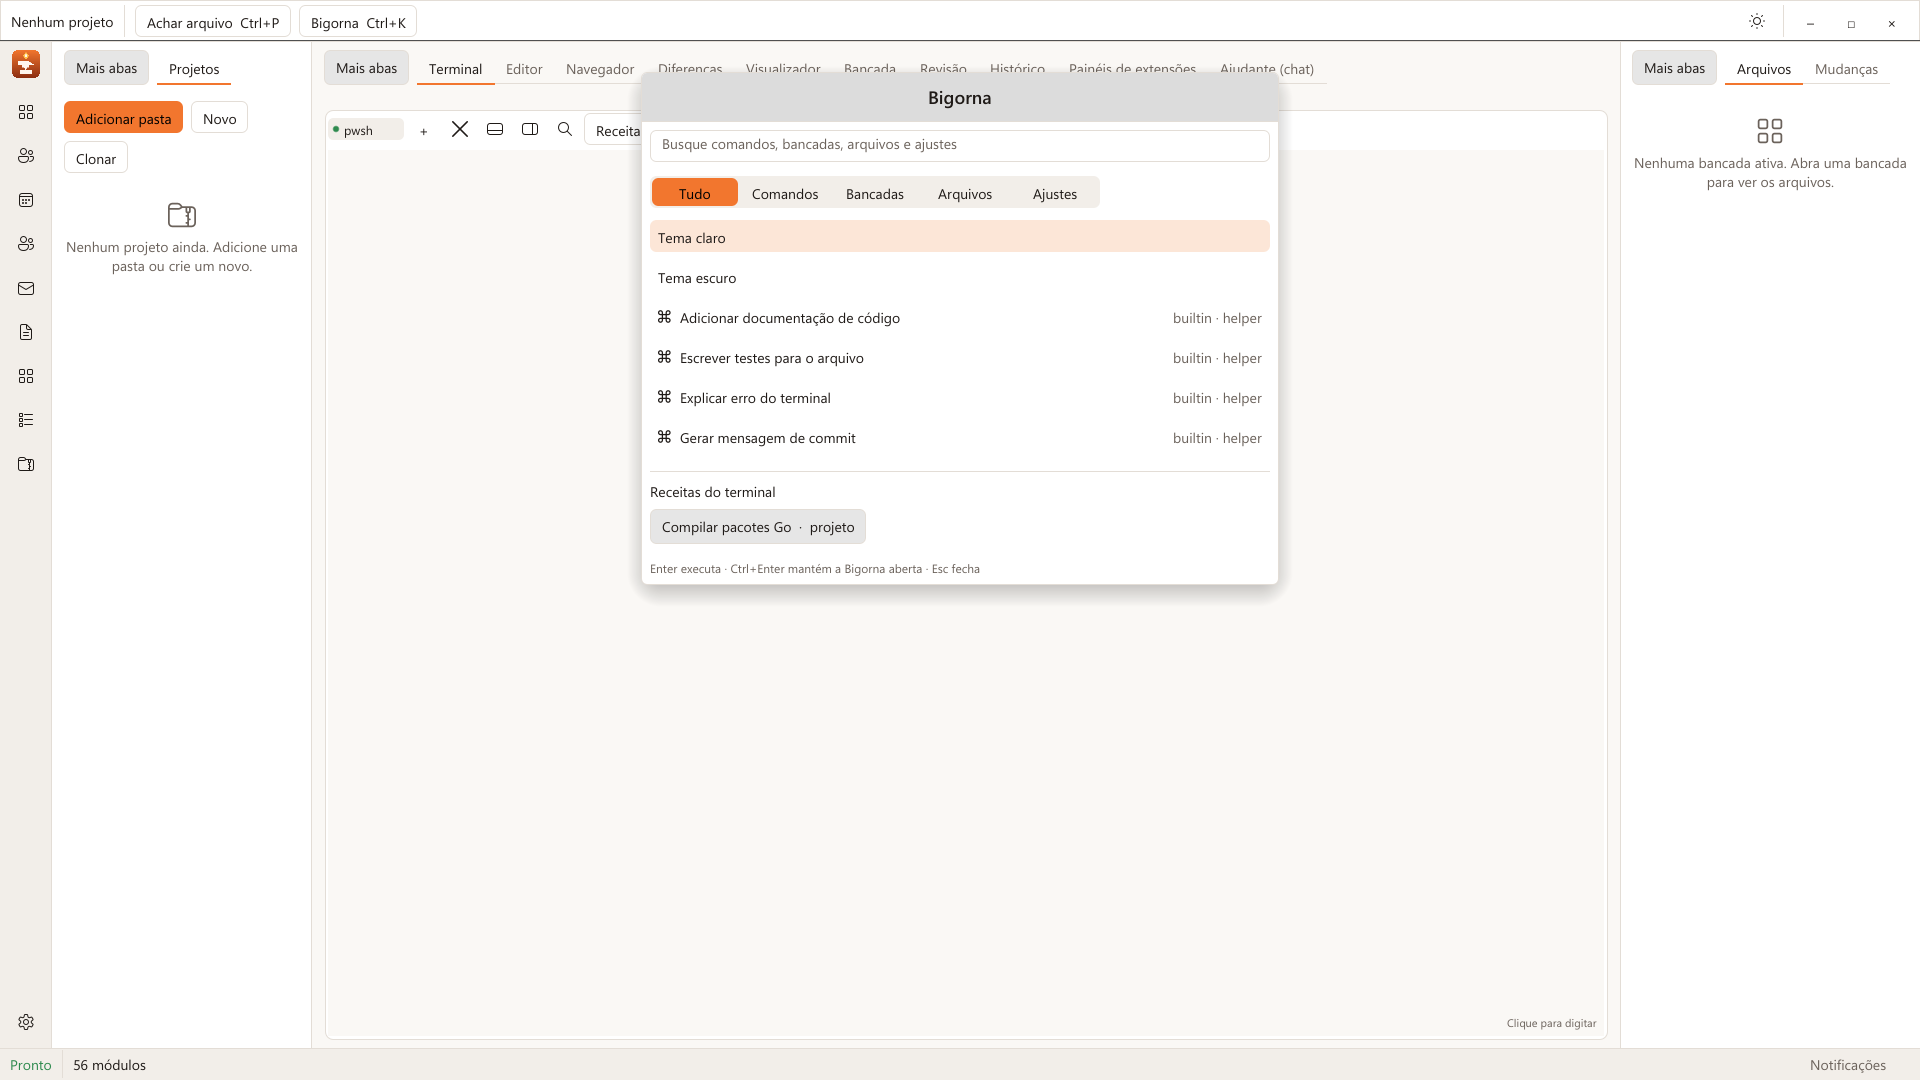 Nenhum projeto
Achar arquivo Ctrl+P
Bigorna Ctrl+K
Mais abas
Projetos
Adicionar pasta
Novo
Clonar
Nenhum projeto ainda. Adicione uma
pasta ou crie um novo.
Mais abas
Terminal
Editor
Navegador
Diferenças
Visualizador
Bancada
Revisão
Histórico
Painéis de extensões
Ajudante (chat)
pwsh
+
Receita
Bigorna
Busque comandos, bancadas, arquivos e ajustes
Tudo
Comandos
Bancadas
Arquivos
Ajustes
Tema claro
Tema escuro
⌘ Adicionar documentação de código builtin · helper
⌘ Escrever testes para o arquivo builtin · helper
⌘ Explicar erro do terminal builtin · helper
⌘ Gerar mensagem de commit builtin · helper
Receitas do terminal
Compilar pacotes Go · projeto
Enter executa · Ctrl+Enter mantém a Bigorna aberta · Esc fecha
Clique para digitar
Mais abas
Arquivos
Mudanças
Nenhuma bancada ativa. Abra uma bancada
para ver os arquivos.
Pronto
56 módulos
Notificações